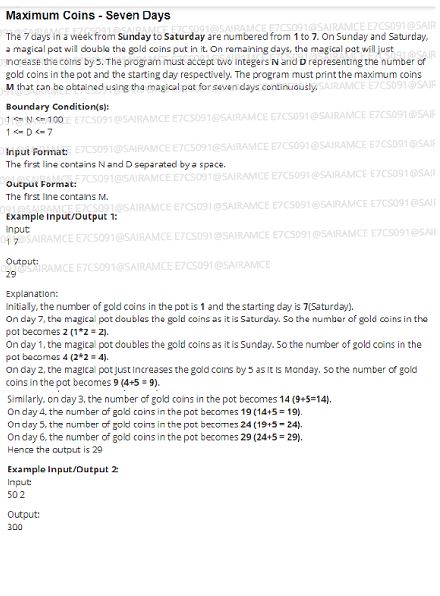 Maximum Coins - Seven Days
The 7 days in a week from Sunday to Saturday are numbered from 1 to 7. On Sunday and Saturday,
a magical pot will double the gold coins put in it. On remaining days, the magical pot will just
increase the coins by 5. The program must accept two integers N and D representing the number of
gold coins in the pot and the starting day respectively. The program must print the maximum coins
M that can be obtained using the magical pot for seven days continuously.
Boundary Condition(s):
1 <= N <= 100
1 <= D <= 7
Input Format:
The first line contains N and D separated by a space.
Output Format:
The first line contains M.
Example Input/Output 1:
Input:
1 7
Output:
29
Explanation:
Initially, the number of gold coins in the pot is 1 and the starting day is 7(Saturday).
On day 7, the magical pot doubles the gold coins as it is Saturday. So the number of gold coins in the
pot becomes 2 (1*2 = 2).
On day 1, the magical pot doubles the gold coins as it is Sunday. So the number of gold coins in the
pot becomes 4 (2*2 = 4).
On day 2, the magical pot just increases the gold coins by 5 as it is Monday. So the number of gold
coins in the pot becomes 9 (4+5 = 9).
Similarly, on day 3, the number of gold coins in the pot becomes 14 (9+5=14).
On day 4, the number of gold coins in the pot becomes 19 (14+5 = 19).
On day 5, the number of gold coins in the pot becomes 24 (19+5 = 24).
On day 6, the number of gold coins in the pot becomes 29 (24+5 = 29).
Hence the output is 29
Example Input/Output 2:
Input:
50 2
Output:
300